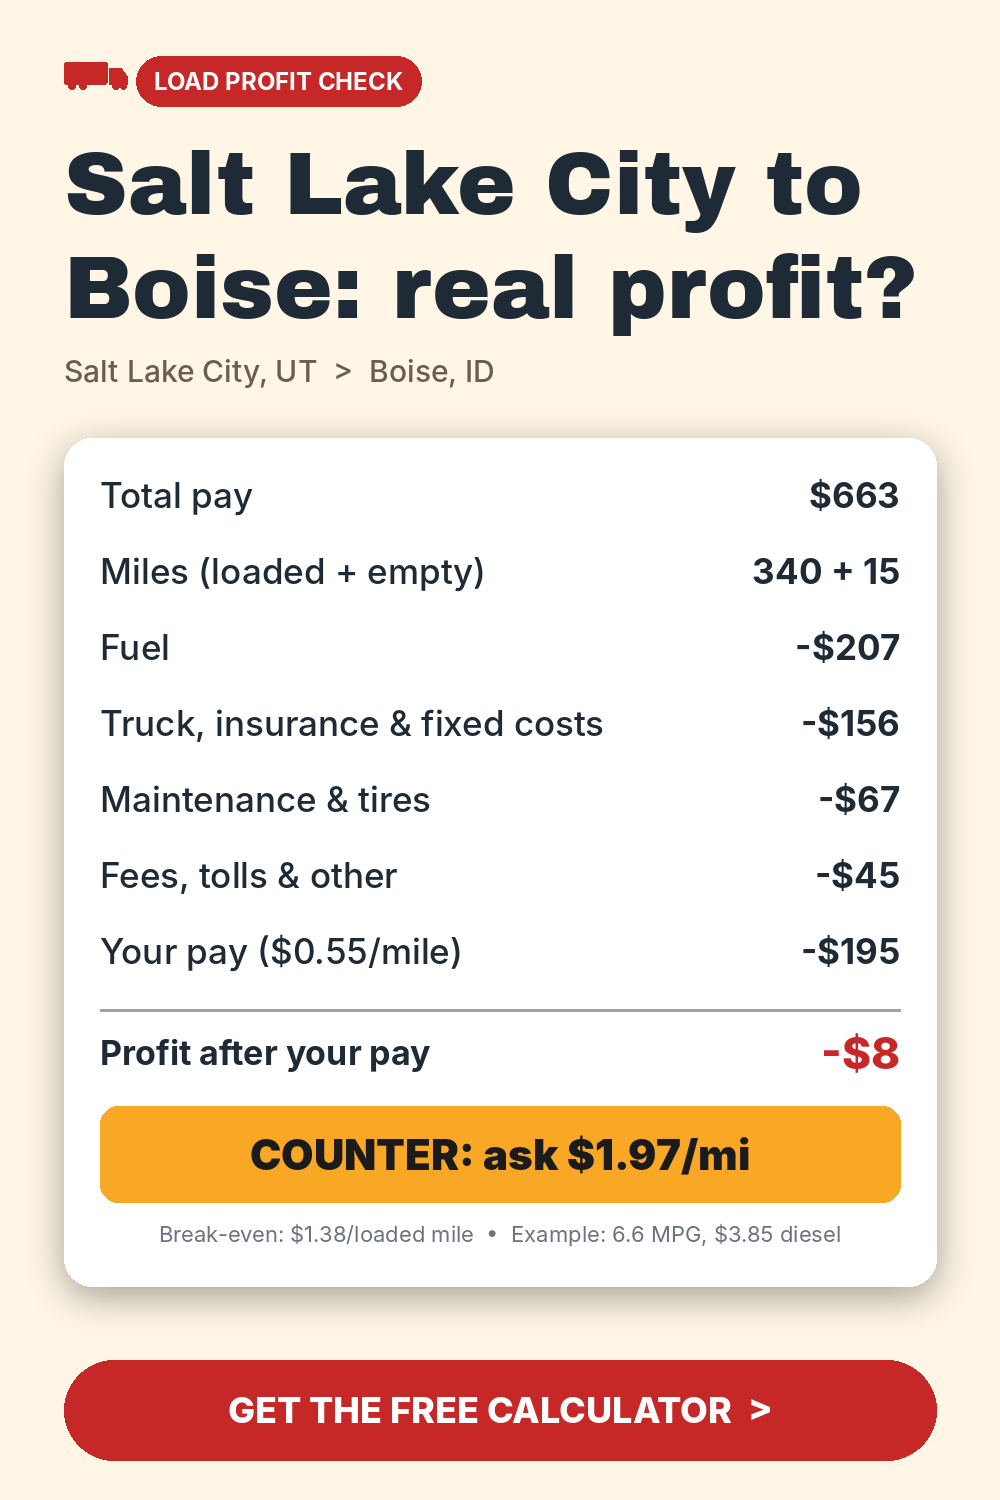 LOAD PROFIT CHECK
Salt Lake City to
Boise: real profit?
Salt Lake City, UT > Boise, ID
Total pay $663
Miles (loaded + empty) 340 + 15
Fuel -$207
Truck, insurance & fixed costs -$156
Maintenance & tires -$67
Fees, tolls & other -$45
Your pay ($0.55/mile) -$195
Profit after your pay -$8
COUNTER: ask $1.97/mi
Break-even: $1.38/loaded mile • Example: 6.6 MPG, $3.85 diesel
GET THE FREE CALCULATOR >